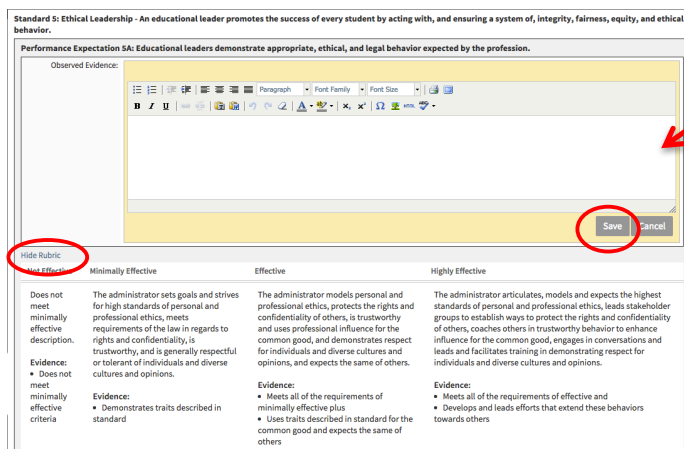 Standard 5: Ethical Leadership - An educational leader promotes the success of every student by acting with, and ensuring a system of, integrity, fairness, equity, and ethical
behavior.
Performance Expectation 5A: Educational leaders demonstrate appropriate, ethical, and legal behavior expected by the profession.
Observed Evidence:
Paragraph Font Family Font Size
B I U A ab x, x² Ω HTML ABC
Save Cancel
Hide Rubric
Not Effective Minimally Effective Effective Highly Effective
Does not
meet
minimally
effective
description.
Evidence:
• Does not
meet
minimally
effective
criteria
The administrator sets goals and strives
for high standards of personal and
professional ethics, meets
requirements of the law in regards to
rights and confidentiality, is
trustworthy, and is generally respectful
or tolerant of individuals and diverse
cultures and opinions.
Evidence:
• Demonstrates traits described in
standard
The administrator models personal and
professional ethics, protects the rights and
confidentiality of others, is trustworthy
and uses professional influence for the
common good, and demonstrates respect
for individuals and diverse cultures and
opinions, and expects the same of others.
Evidence:
• Meets all of the requirements of
minimally effective plus
• Uses traits described in standard for the
common good and expects the same of
others
The administrator articulates, models and expects the highest
standards of personal and professional ethics, leads stakeholder
groups to establish ways to protect the rights and confidentiality
of others, coaches others in trustworthy behavior to enhance
influence for the common good, engages in conversations and
leads and facilitates training in demonstrating respect for
individuals and diverse cultures and opinions.
Evidence:
• Meets all of the requirements of effective and
• Develops and leads efforts that extend these behaviors
towards others